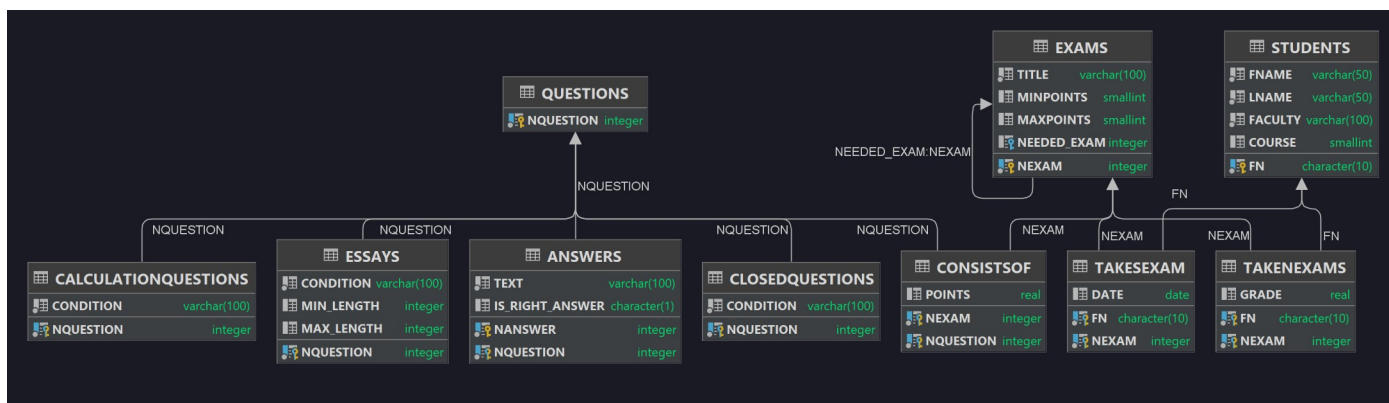 QUESTIONS
NQUESTION integer
EXAMS
TITLE varchar(100)
MINPOINTS smallint
MAXPOINTS smallint
NEEDED_EXAM integer
NEXAM integer
STUDENTS
FNAME varchar(50)
LNAME varchar(50)
FACULTY varchar(100)
COURSE smallint
FN character(10)
NEEDED_EXAM:NEXAM
NQUESTION
FN
NQUESTION
NQUESTION
NQUESTION
NQUESTION
NEXAM
NEXAM
NEXAM
FN
CALCULATIONQUESTIONS
CONDITION varchar(100)
NQUESTION integer
ESSAYS
CONDITION varchar(100)
MIN_LENGTH integer
MAX_LENGTH integer
NQUESTION integer
ANSWERS
TEXT varchar(100)
IS_RIGHT_ANSWER character(1)
NANSWER integer
NQUESTION integer
CLOSEDQUESTIONS
CONDITION varchar(100)
NQUESTION integer
CONSISTSOF
POINTS real
NEXAM integer
NQUESTION integer
TAKESEXAM
DATE date
FN character(10)
NEXAM integer
TAKENEXAMS
GRADE real
FN character(10)
NEXAM integer